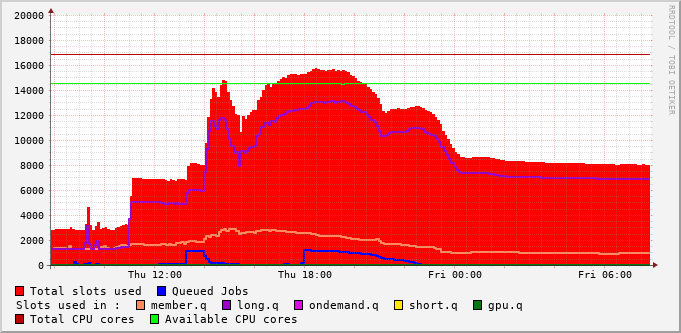 20000
18000
16000
14000
12000
10000
8000
6000
4000
2000
0
Thu 12:00 Thu 18:00 Fri 00:00 Fri 06:00
RRDTOOL / TOBI OETIKER
Total slots used Queued Jobs
Slots used in : member.q long.q ondemand.q short.q gpu.q
Total CPU cores Available CPU cores